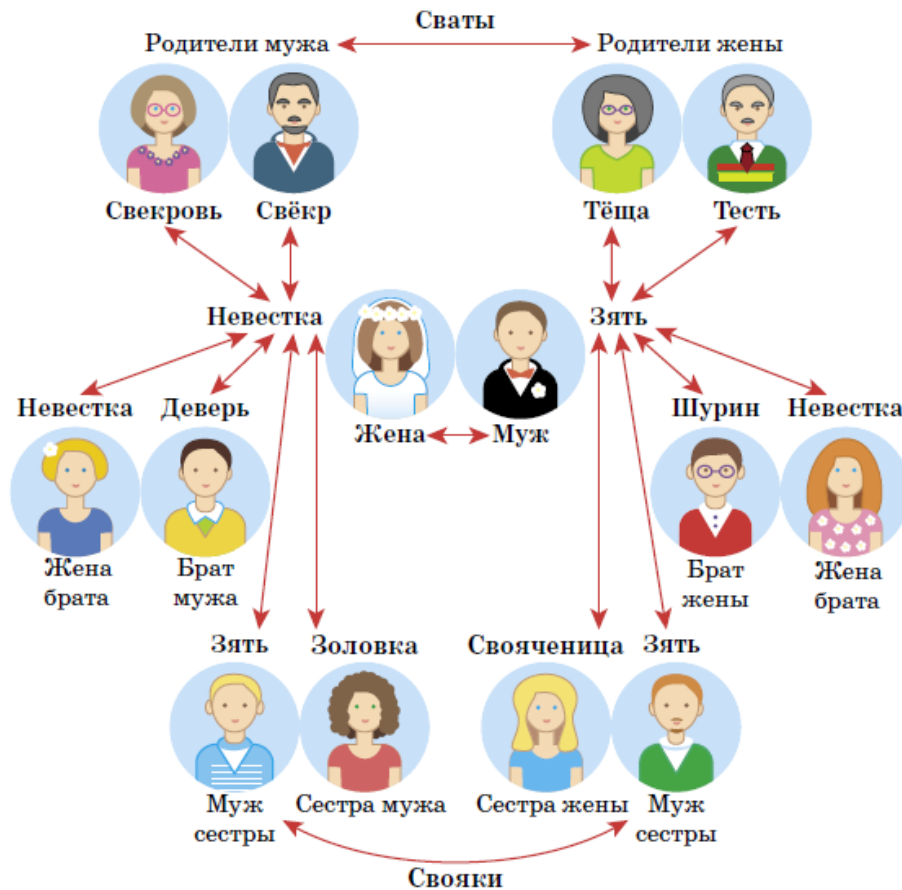 Сваты
Родители мужа
Родители жены
Свекровь
Свёкр
Тёща
Тесть
Невестка
Зять
Невестка
Деверь
Жена
Муж
Шурин
Невестка
Жена
брата
Брат
мужа
Брат
жены
Жена
брата
Зять
Золовка
Свояченица
Зять
Муж
сестры
Сестра мужа
Сестра жены
Муж
сестры
Свояки